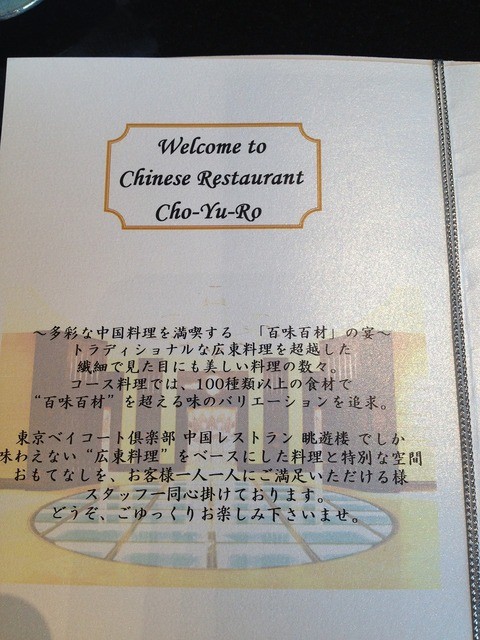 Welcome to
Chinese Restaurant
Cho-Yu-Ro
～多彩な中国料理を満喫する 「百味百材」の宴～
トラディショナルな広東料理を超越した
繊細で見た目にも美しい料理の数々。
コース料理では、100種類以上の食材で
“百味百材”を超える味のバリエーションを追求。
東京ベイコート倶楽部 中国レストラン 眺遊楼 でしか
味わえない“広東料理”をベースにした料理と特別な空間
おもてなしを、お客様一人一人にご満足いただける様
スタッフ一同心掛けております。
どうぞ、ごゆっくりお楽しみ下さいませ。